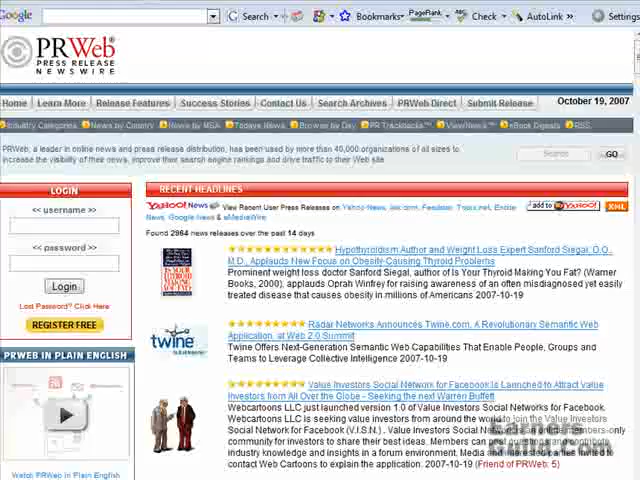 Google
Search
Bookmarks
PageRank
Check
AutoLink
Settings
PRWeb
PRESS RELEASE
NEWSWIRE
Home Learn More Release Features Success Stories Contact Us Search Archives PRWeb Direct Submit Release October 19, 2007
Industry Categories News by Country News by MSA Todays News Browse by Day PR Trackbacks™ ViewNews™ eBook Digests RSS
PRWeb, a leader in online news and press release distribution, has been used by more than 40,000 organizations of all sizes to
increase the visibility of their news, improve their search engine rankings and drive traffic to their Web site.
Search GO
LOGIN
<< username >>
<< password >>
Login
Lost Password? Click Here
REGISTER FREE
PRWEB IN PLAIN ENGLISH
Watch PRWeb in Plain English
RECENT HEADLINES
YAHOO! News View Recent User Press Releases on Yahoo News, Ask.com, Feedster, Topix.net, Excite
News, Google News & eMediaWire
add to MY YAHOO! XML
Found 2964 news releases over the past 14 days
IS YOUR
THYROID
MAKING YOU
FAT?
Hypothyroidism Author and Weight Loss Expert Sanford Siegal, D.O.,
M.D., Applauds New Focus on Obesity-Causing Thyroid Problems
Prominent weight loss doctor Sanford Siegal, author of Is Your Thyroid Making You Fat? (Warner
Books, 2000), applauds Oprah Winfrey for raising awareness of an often misdiagnosed yet easily
treated disease that causes obesity in millions of Americans 2007-10-19
twine
Radar Networks Announces Twine.com, A Revolutionary Semantic Web
Application, at Web 2.0 Summit
Twine Offers Next-Generation Semantic Web Capabilities That Enable People, Groups and
Teams to Leverage Collective Intelligence 2007-10-19
Value Investors Social Network for Facebook is Launched to Attract Value
Investors from All Over the Globe - Seeking the next Warren Buffett
Webcartoons LLC just launched version 1.0 of Value Investors Social Networks for Facebook.
Webcartoons LLC is seeking value investors from around the world to join the Value Investors
Social Network for Facebook (V.I.S.N.). Value Investors is an online members-only
community for investors to share their best ideas. Members can contribute
industry knowledge and insights in a forum environment. Media and interested parties invited to
contact Web Cartoons to explain the application. 2007-10-19 (Friend of PRWeb: 5)
Earners
Guild.Com